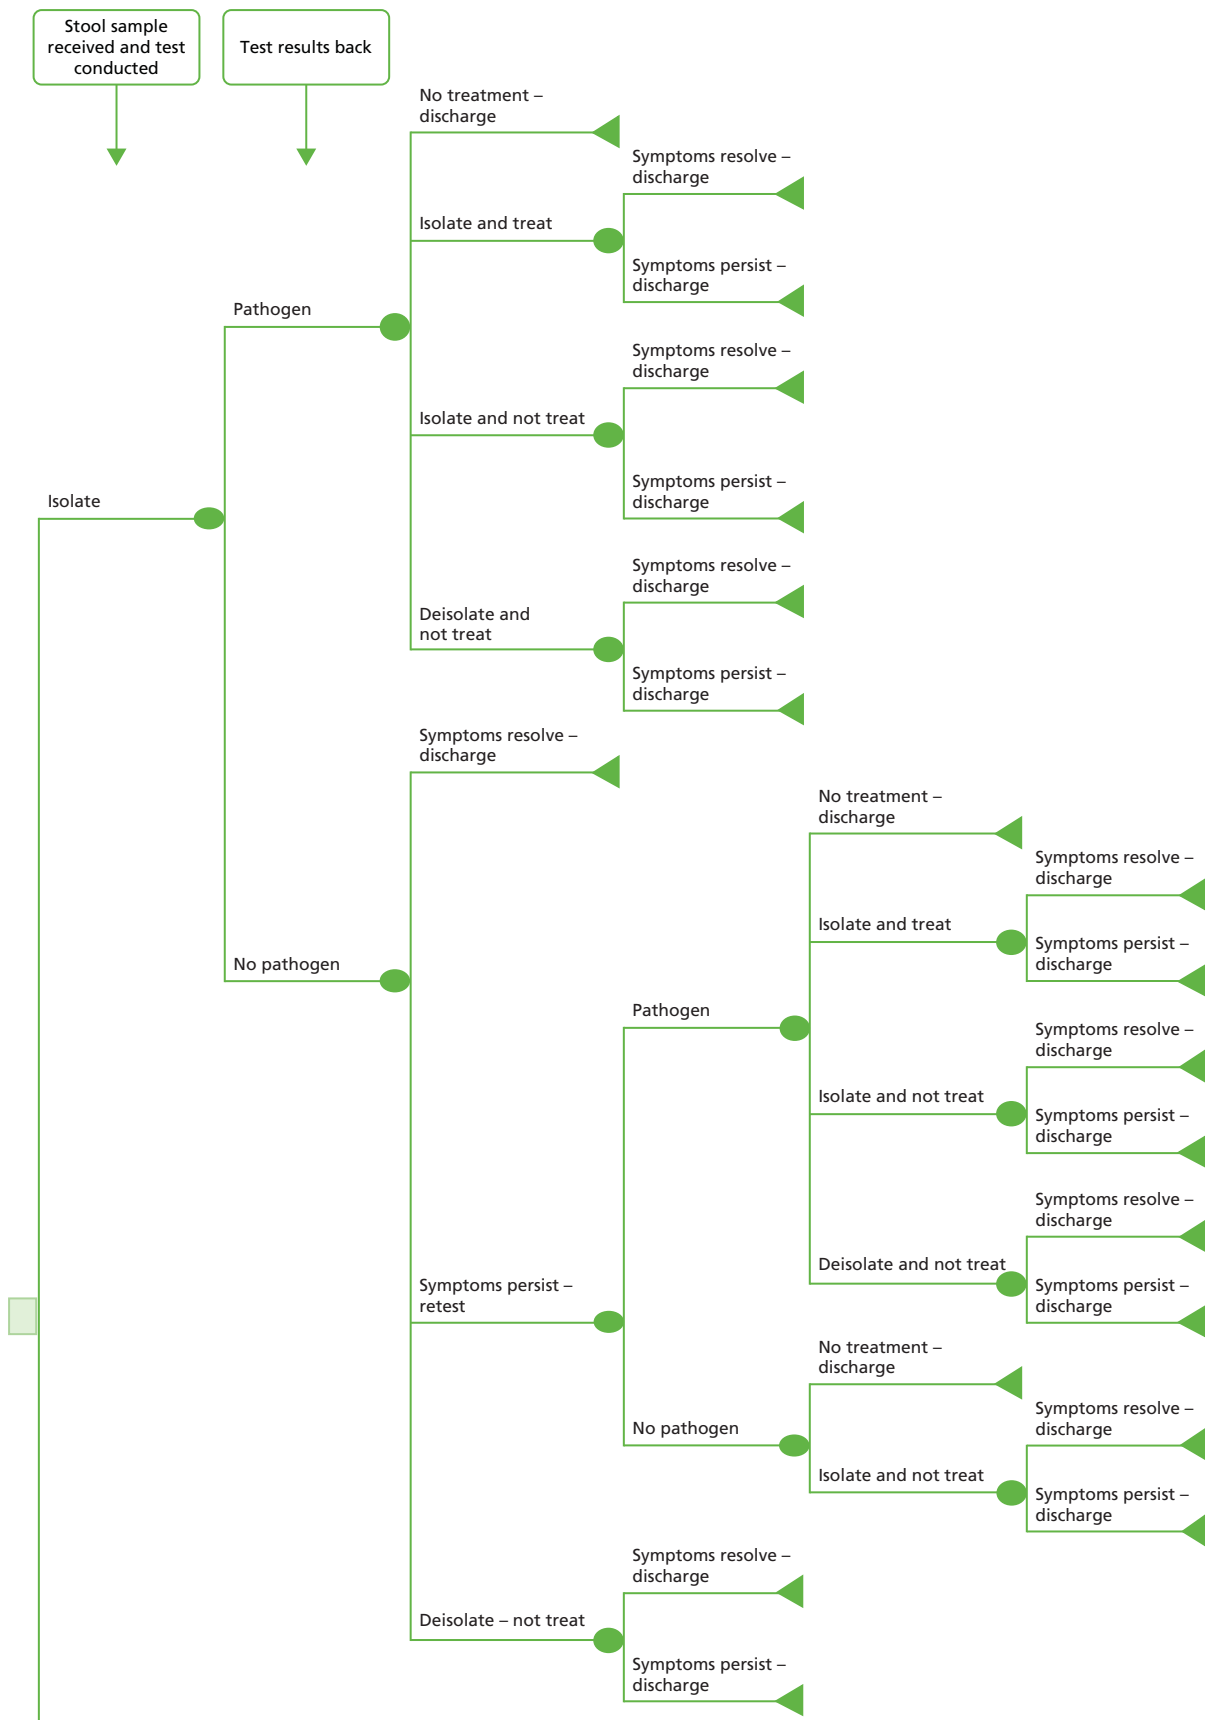 Stool sample
received and test
conducted
Test results back
No treatment –
discharge
Symptoms resolve –
discharge
Isolate and treat
Symptoms persist –
discharge
Pathogen
Symptoms resolve –
discharge
Isolate and not treat
Symptoms persist –
discharge
Isolate
Symptoms resolve –
discharge
Deisolate and
not treat
Symptoms persist –
discharge
Symptoms resolve –
discharge
No treatment –
discharge
Symptoms resolve –
discharge
Isolate and treat
Symptoms persist –
discharge
No pathogen
Pathogen
Symptoms resolve –
discharge
Isolate and not treat
Symptoms persist –
discharge
Symptoms resolve –
discharge
Deisolate and not treat
Symptoms persist –
discharge
Symptoms persist –
retest
No treatment –
discharge
Symptoms resolve –
discharge
No pathogen
Isolate and not treat
Symptoms persist –
discharge
Symptoms resolve –
discharge
Deisolate – not treat
Symptoms persist –
discharge